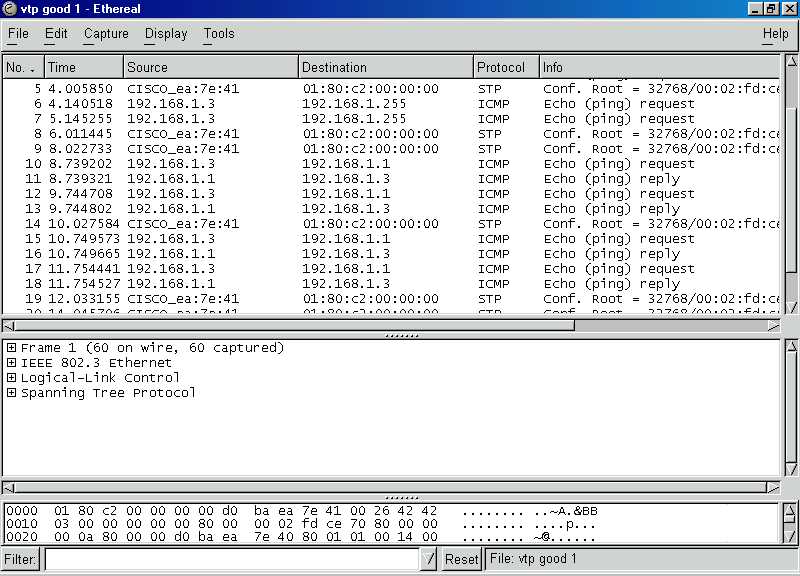 vtp good 1 - Ethereal
File Edit Capture Display Tools Help
No. . Time Source Destination Protocol Info
5 4.005850 CISCO_ea:7e:41 01:80:c2:00:00:00 STP Conf. Root = 32768/00:02:fd:ce
6 4.140518 192.168.1.3 192.168.1.255 ICMP Echo (ping) request
7 5.145255 192.168.1.3 192.168.1.255 ICMP Echo (ping) request
8 6.011445 CISCO_ea:7e:41 01:80:c2:00:00:00 STP Conf. Root = 32768/00:02:fd:ce
9 8.022733 CISCO_ea:7e:41 01:80:c2:00:00:00 STP Conf. Root = 32768/00:02:fd:ce
10 8.739202 192.168.1.3 192.168.1.1 ICMP Echo (ping) request
11 8.739321 192.168.1.1 192.168.1.3 ICMP Echo (ping) reply
12 9.744708 192.168.1.3 192.168.1.1 ICMP Echo (ping) request
13 9.744802 192.168.1.1 192.168.1.3 ICMP Echo (ping) reply
14 10.027584 CISCO_ea:7e:41 01:80:c2:00:00:00 STP Conf. Root = 32768/00:02:fd:ce
15 10.749573 192.168.1.3 192.168.1.1 ICMP Echo (ping) request
16 10.749665 192.168.1.1 192.168.1.3 ICMP Echo (ping) reply
17 11.754441 192.168.1.3 192.168.1.1 ICMP Echo (ping) request
18 11.754527 192.168.1.1 192.168.1.3 ICMP Echo (ping) reply
19 12.033155 CISCO_ea:7e:41 01:80:c2:00:00:00 STP Conf. Root = 32768/00:02:fd:ce
Frame 1 (60 on wire, 60 captured)
IEEE 802.3 Ethernet
Logical-Link Control
Spanning Tree Protocol
0000 01 80 c2 00 00 00 00 d0 ba ea 7e 41 00 26 42 42 ........ ..~A.&BB
0010 03 00 00 00 00 00 80 00 00 02 fd ce 70 80 00 00 ........ ....p...
0020 00 0a 80 00 00 d0 ba ea 7e 40 80 01 01 00 14 00 ........ ~@......
Filter: Reset File: vtp good 1